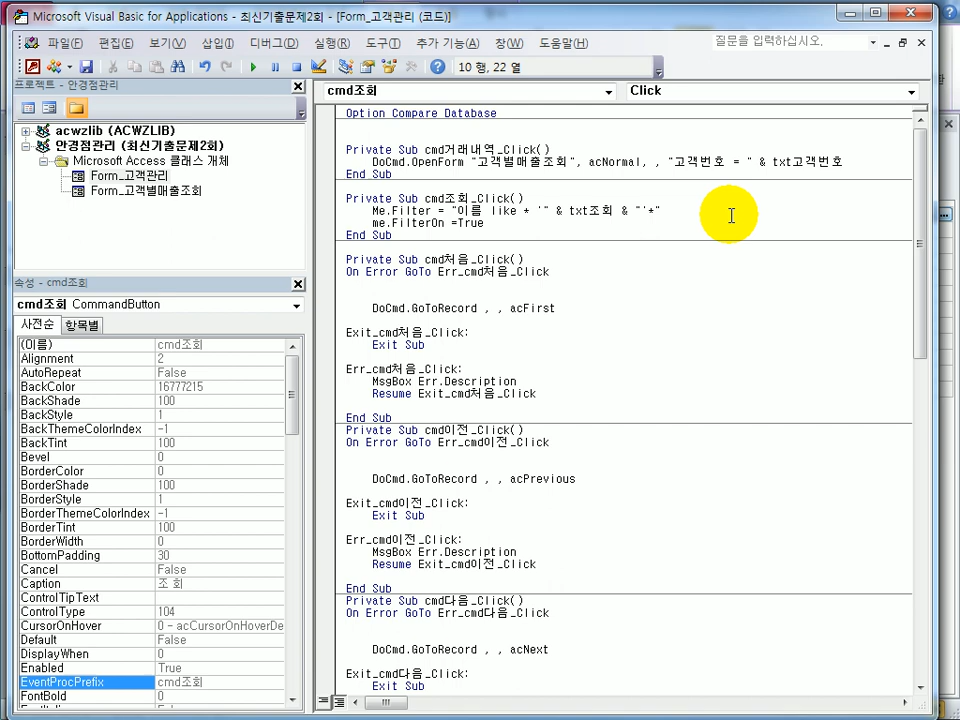 Microsoft Visual Basic for Applications - 최신기출문제2회 - [Form_고객관리 (코드)]
파일(F) 편집(E) 보기(V) 삽입(I) 디버그(D) 실행(R) 도구(T) 추가 기능(A) 창(W) 도움말(H) 질문을 입력하십시오.
10 행, 22 열
프로젝트 - 안경점관리
acwzlib (ACWZLIB)
안경점관리 (최신기출문제2회)
Microsoft Access 클래스 개체
Form_고객관리
Form_고객별매출조회
속성 - cmd조회
cmd조회 CommandButton
사전순 항목별
(이름) cmd조회
Alignment 2
AutoRepeat False
BackColor 16777215
BackShade 100
BackStyle 1
BackThemeColorIndex -1
BackTint 100
Bevel 0
BorderColor 0
BorderShade 100
BorderStyle 1
BorderThemeColorIndex -1
BorderTint 100
BorderWidth 0
BottomPadding 30
Cancel False
Caption 조 회
ControlTipText
ControlType 104
CursorOnHover 0 - acCursorOnHoverDe
Default False
DisplayWhen 0
Enabled True
EventProcPrefix cmd조회
FontBold 0
cmd조회 Click
Option Compare Database
Private Sub cmd거래내역_Click()
DoCmd.OpenForm "고객별매출조회", acNormal, , "고객번호 = " & txt고객번호
End Sub
Private Sub cmd조회_Click()
Me.Filter = "이름 like * '" & txt조회 & "'*"
me.FilterOn =True
End Sub
Private Sub cmd처음_Click()
On Error GoTo Err_cmd처음_Click
DoCmd.GoToRecord , , acFirst
Exit_cmd처음_Click:
Exit Sub
Err_cmd처음_Click:
MsgBox Err.Description
Resume Exit_cmd처음_Click
End Sub
Private Sub cmd이전_Click()
On Error GoTo Err_cmd이전_Click
DoCmd.GoToRecord , , acPrevious
Exit_cmd이전_Click:
Exit Sub
Err_cmd이전_Click:
MsgBox Err.Description
Resume Exit_cmd이전_Click
End Sub
Private Sub cmd다음_Click()
On Error GoTo Err_cmd다음_Click
DoCmd.GoToRecord , , acNext
Exit_cmd다음_Click:
Exit Sub